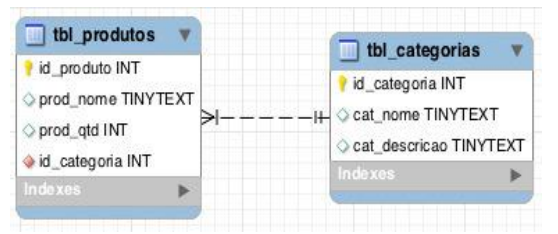 tbl_produtos
id_produto INT
prod_nome TINYTEXT
prod_qtd INT
id_categoria INT
Indexes
tbl_categorias
id_categoria INT
cat_nome TINYTEXT
cat_descricao TINYTEXT
Indexes